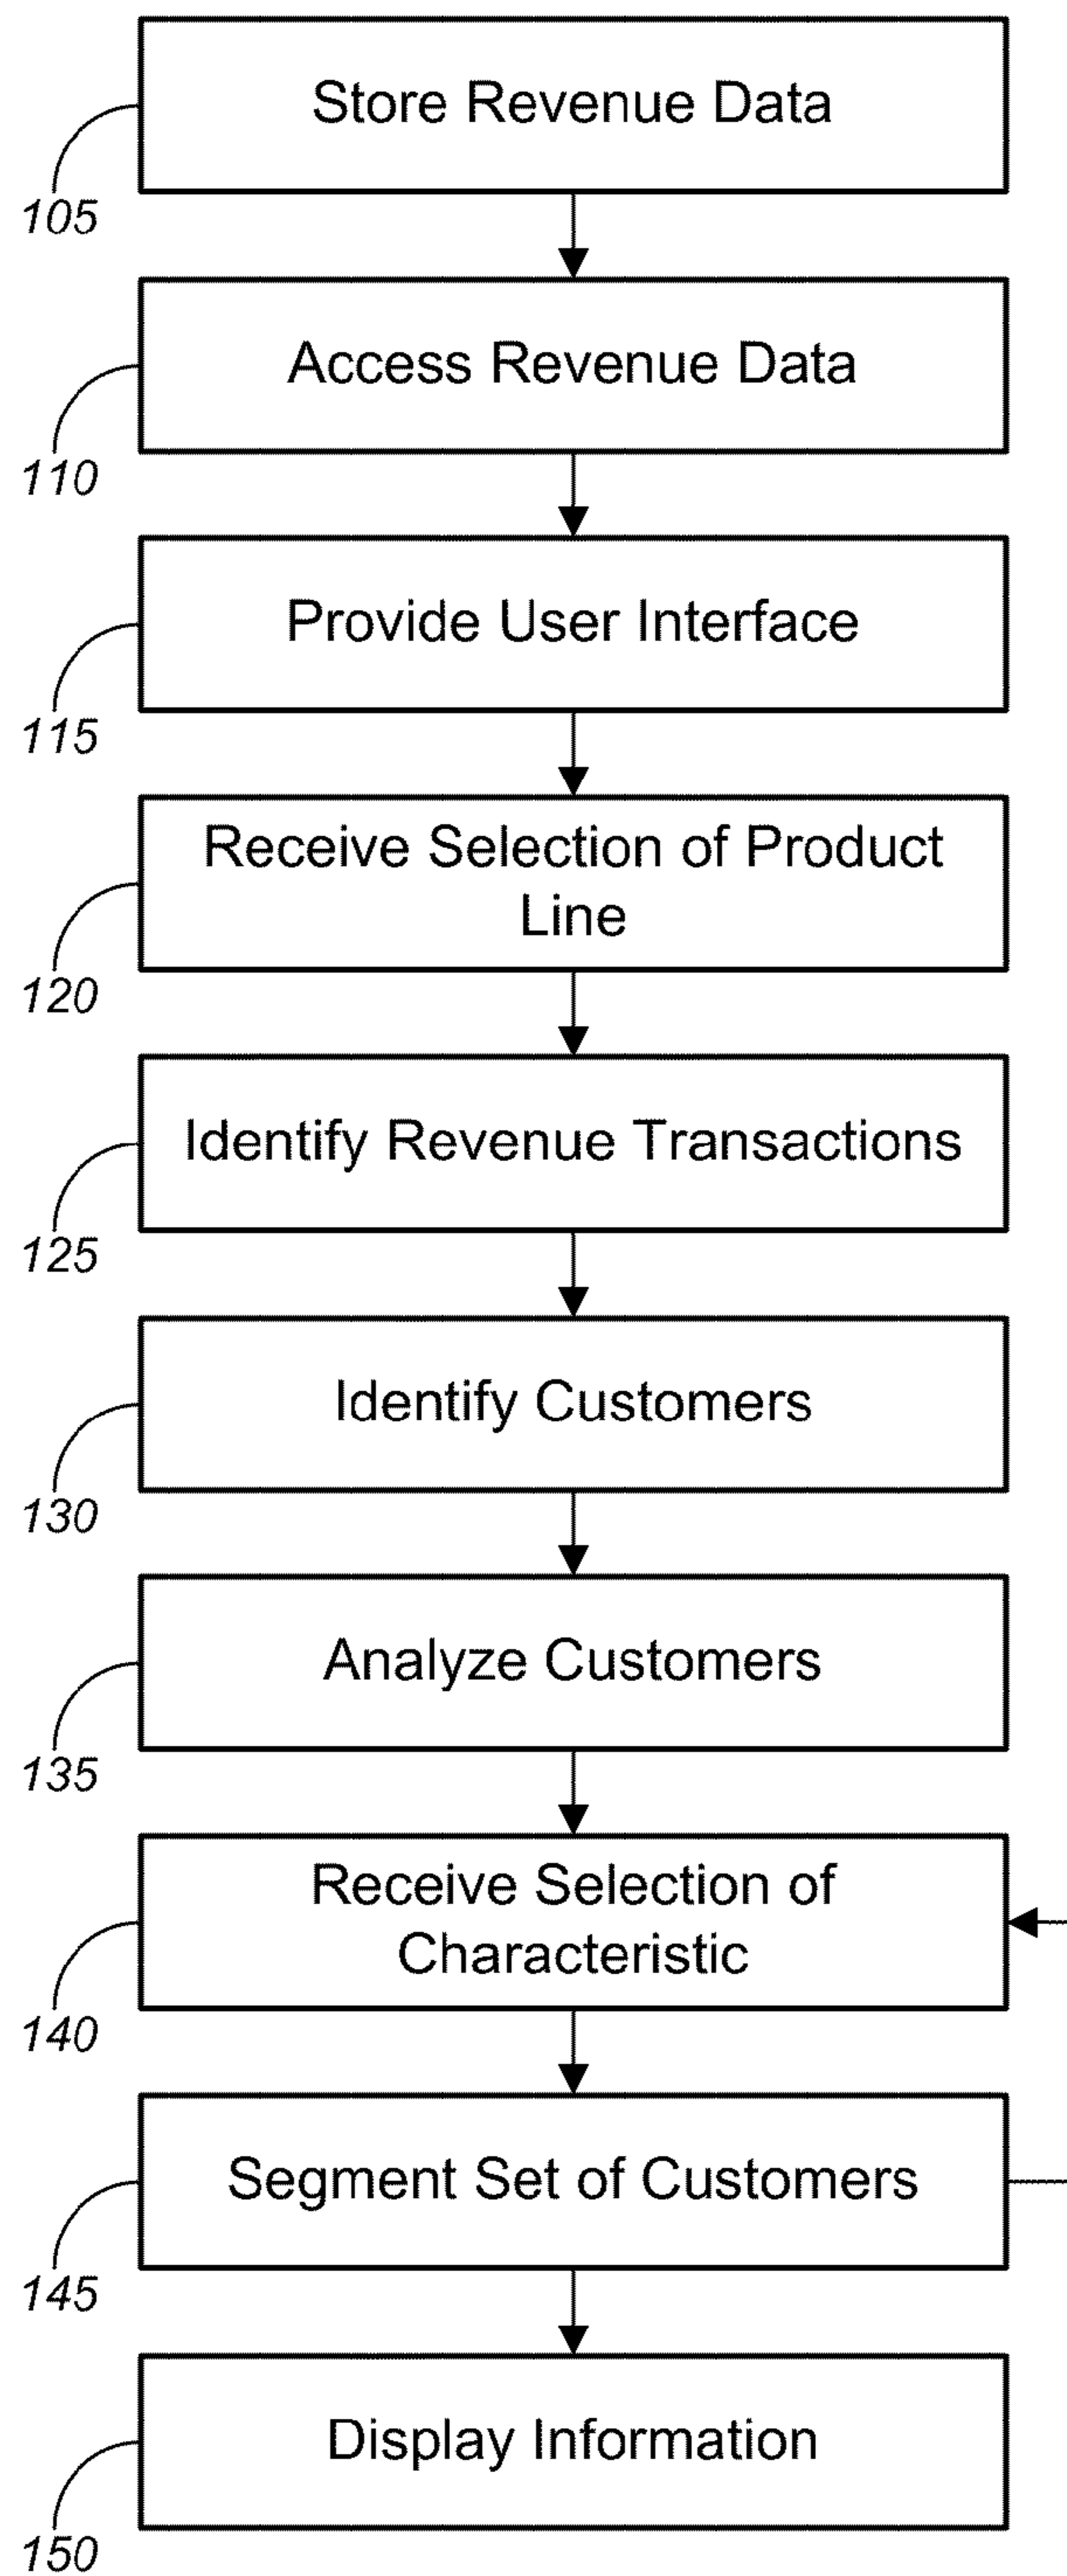 Store Revenue Data
105
Access Revenue Data
110
Provide User Interface
115
Receive Selection of Product
Line
120
Identify Revenue Transactions
125
Identify Customers
130
Analyze Customers
135
Receive Selection of
Characteristic
140
Segment Set of Customers
145
Display Information
150